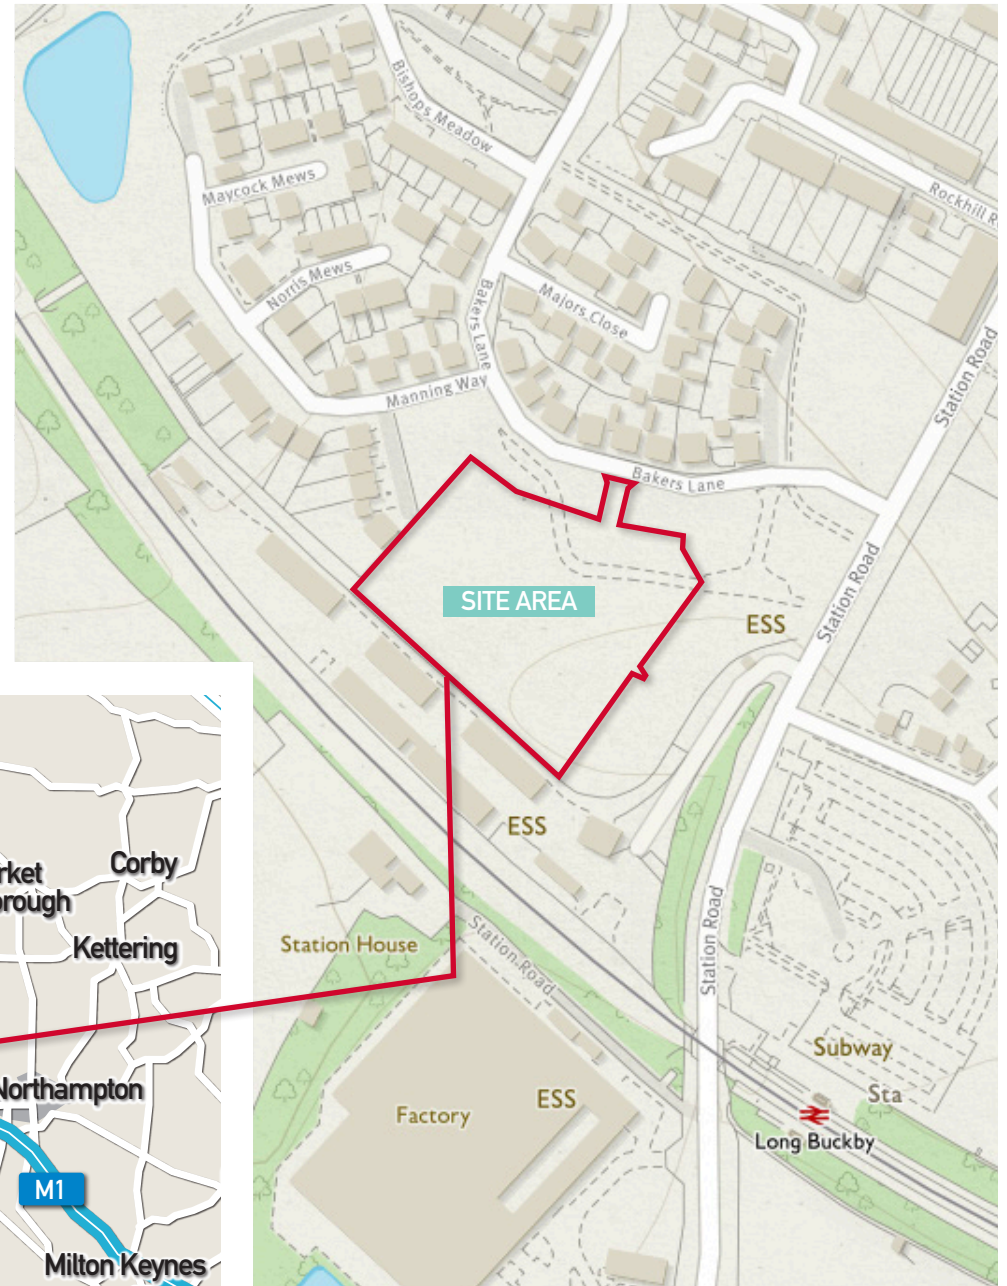 Bishops Meadow
Maycock Mews
Norris Mews
Bakers Lane
Majors Close
Manning Way
Rockhill
Station Road
Bakers Lane
SITE AREA
Station Road
ESS
ESS
Corby
Kettering
Station House
Station Road
Station Road
Subway
Sta
Northampton
Factory
ESS
Long Buckby
M1
Milton Keynes